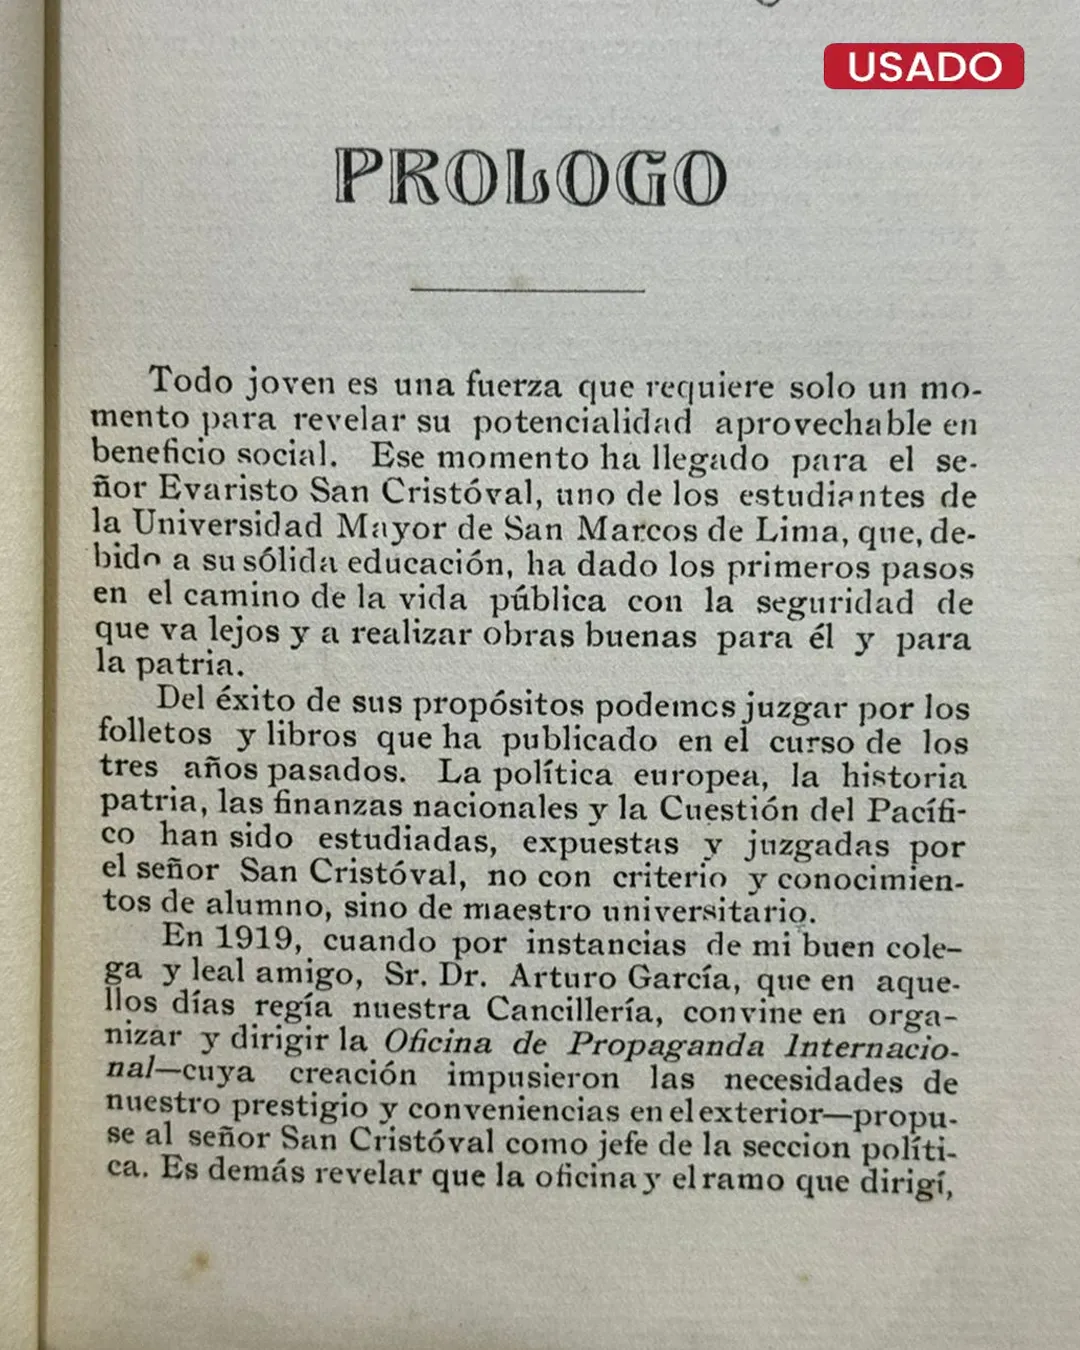 USADO
PROLOGO
Todo joven es una fuerza que requiere solo un mo-
mento para revelar su potencialidad aprovechable en
beneficio social. Ese momento ha llegado para el se-
ñor Evaristo San Cristóval, uno de los estudiantes de
la Universidad Mayor de San Marcos de Lima, que, de-
bido a su sólida educación, ha dado los primeros pasos
en el camino de la vida pública con la seguridad de
que va lejos y a realizar obras buenas para él y para
la patria.
Del éxito de sus propósitos podemos juzgar por los
folletos y libros que ha publicado en el curso de los
tres años pasados. La política europea, la historia
patria, las finanzas nacionales y la Cuestión del Pacífi-
co han sido estudiadas, expuestas y juzgadas por
el señor San Cristóval, no con criterio y conocimien-
tos de alumno, sino de maestro universitario.
En 1919, cuando por instancias de mi buen cole-
ga y leal amigo, Sr. Dr. Arturo García, que en aque-
llos días regía nuestra Cancillería, convine en orga-
nizar y dirigir la Oficina de Propaganda Internacio-
nal—cuya creación impusieron las necesidades de
nuestro prestigio y conveniencias en el exterior—propu-
se al señor San Cristóval como jefe de la seccion políti-
ca. Es demás revelar que la oficina y el ramo que dirigí,